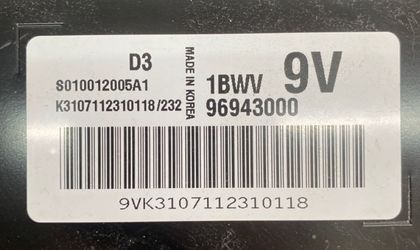 D3
S010012005A1
K3107112310118/232
MADE IN KOREA
1BWV
9V
96943000
9VK3107112310118